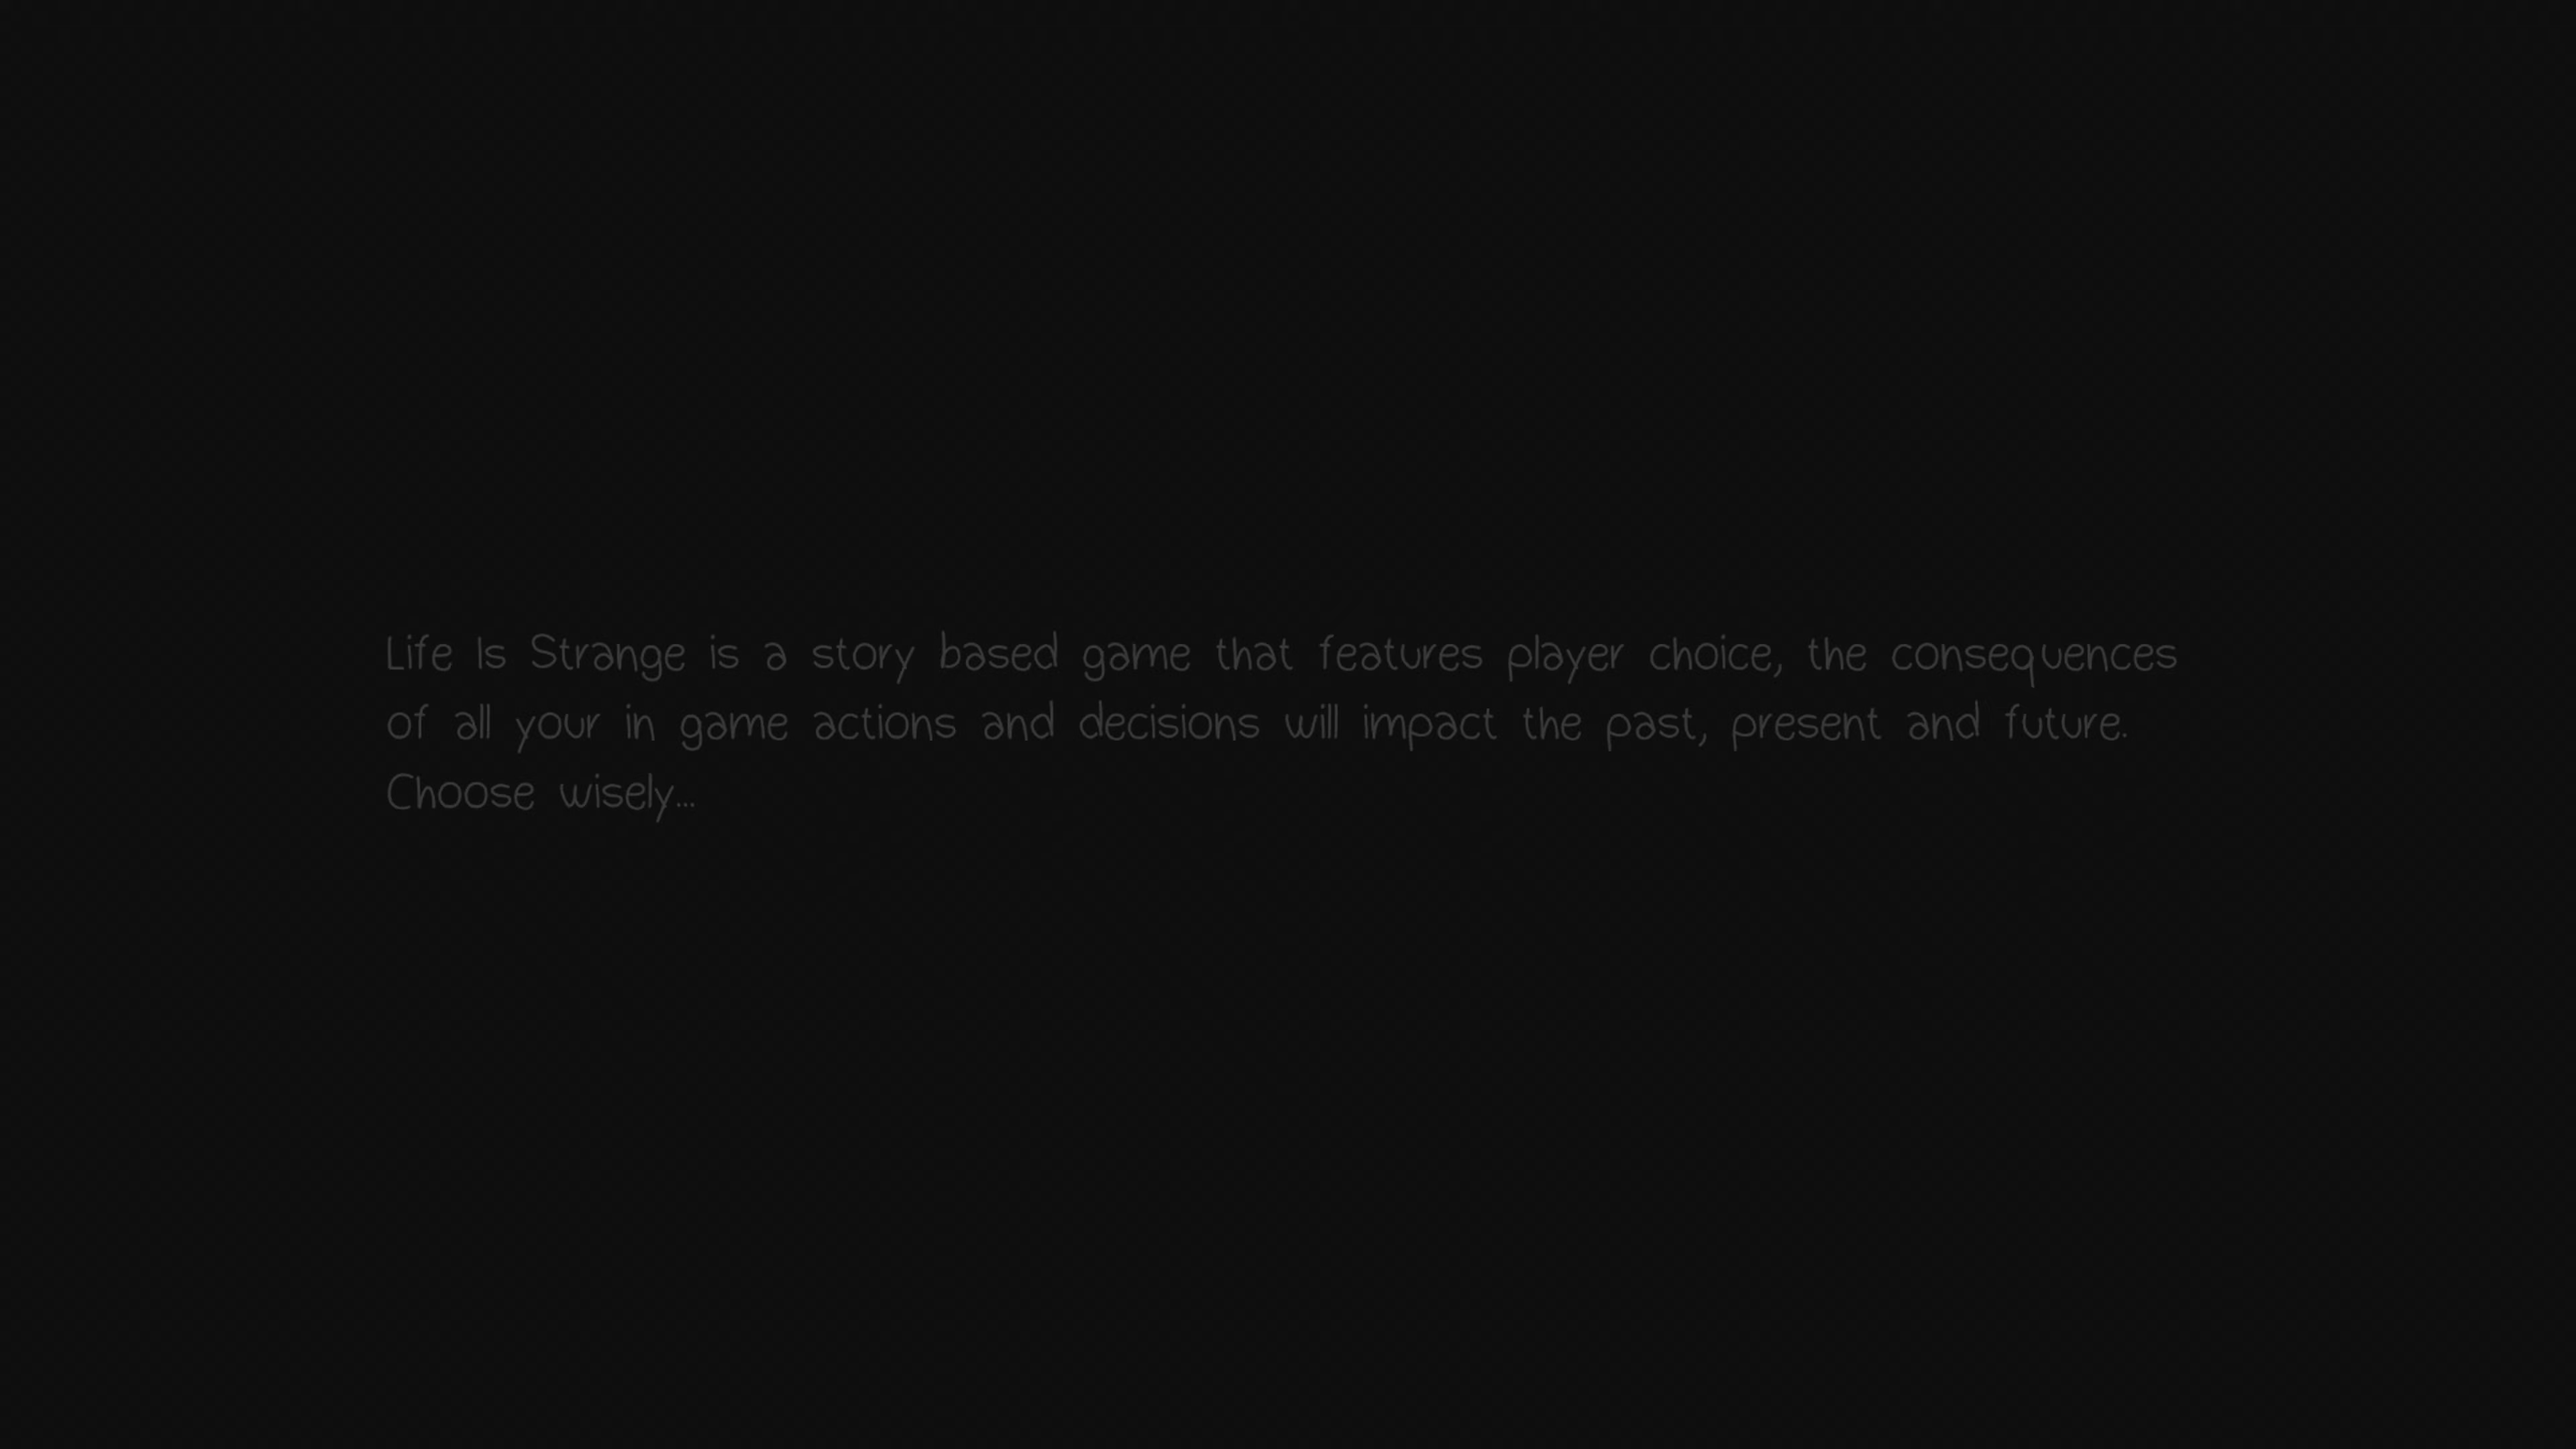 Life Is Strange is a story based game that features player choice, the consequences
of all your in game actions and decisions will impact the past, present and future.
Choose wisely...